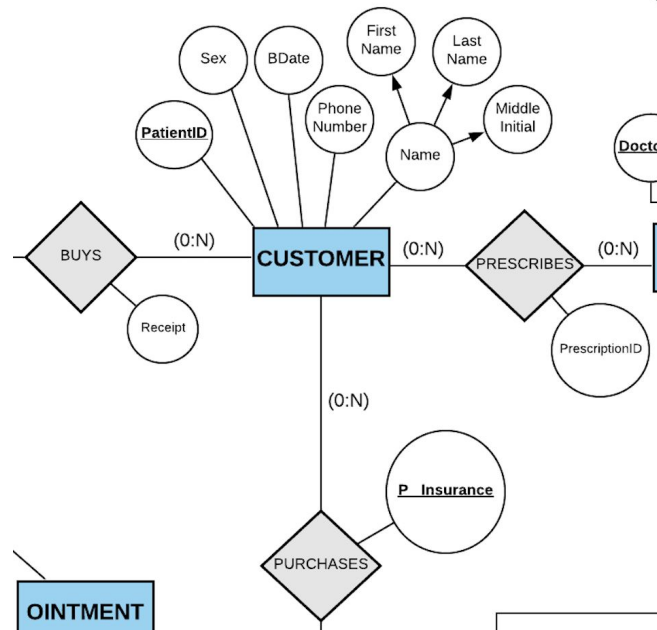 First
Name
Last
Name
Sex
BDate
Phone
Number
Middle
Initial
PatientID
Name
(0:N)
(0:N)
(0:N)
BUYS
CUSTOMER
PRESCRIBES
Receipt
PrescriptionID
(0:N)
P_Insurance
PURCHASES
OINTMENT